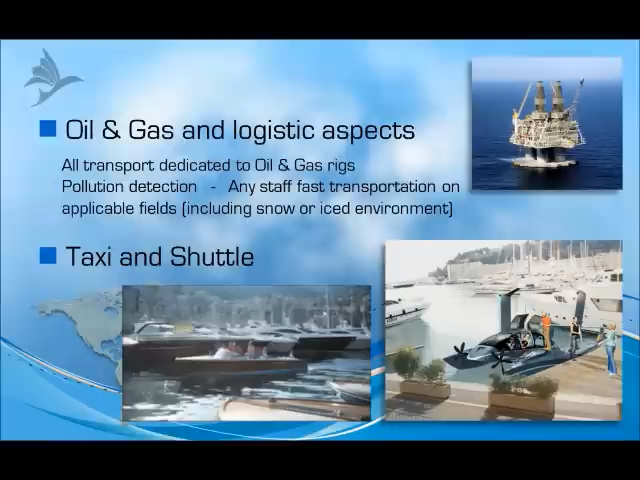 Oil & Gas and logistic aspects
All transport dedicated to Oil & Gas rigs
Pollution detection - Any staff fast transportation on
applicable fields (including snow or iced environment)
Taxi and Shuttle